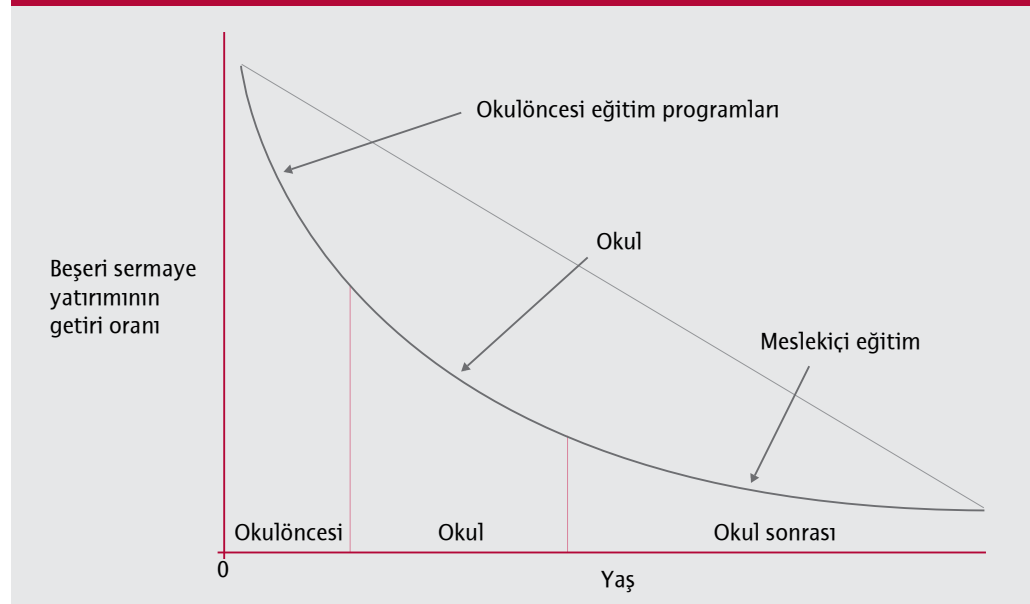 Okulöncesi eğitim programları
Okul
Beşeri sermaye
yatırımının
getiri oranı
Meslekiçi eğitim
Okulöncesi
Okul
Okul sonrası
0
Yaş